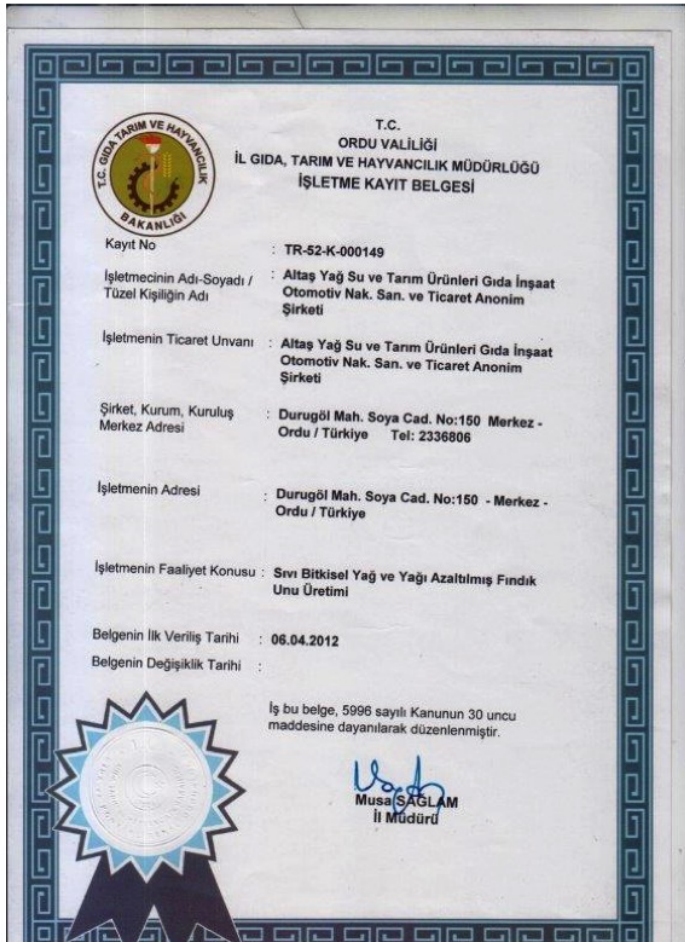 T.C.
ORDU VALİLİĞİ
İL GIDA, TARIM VE HAYVANCILIK MÜDÜRLÜĞÜ
İŞLETME KAYIT BELGESİ
T.C. GIDA TARIM VE HAYVANCILIK
BAKANLIĞI
Kayıt No : TR-52-K-000149
İşletmecinin Adı-Soyadı / : Altaş Yağ Su ve Tarım Ürünleri Gıda İnşaat
Tüzel Kişiliğin Adı Otomotiv Nak. San. ve Ticaret Anonim
Şirketi
İşletmenin Ticaret Unvanı : Altaş Yağ Su ve Tarım Ürünleri Gıda İnşaat
Otomotiv Nak. San. ve Ticaret Anonim
Şirketi
Şirket, Kurum, Kuruluş : Durugöl Mah. Soya Cad. No:150 Merkez -
Merkez Adresi Ordu / Türkiye Tel: 2336806
İşletmenin Adresi : Durugöl Mah. Soya Cad. No:150 - Merkez -
Ordu / Türkiye
İşletmenin Faaliyet Konusu : Sıvı Bitkisel Yağ ve Yağı Azaltılmış Fındık
Unu Üretimi
Belgenin İlk Veriliş Tarihi : 06.04.2012
Belgenin Değişiklik Tarihi :
İş bu belge, 5996 sayılı Kanunun 30 uncu
maddesine dayanılarak düzenlenmiştir.
Musa SAĞLAM
İl Müdürü